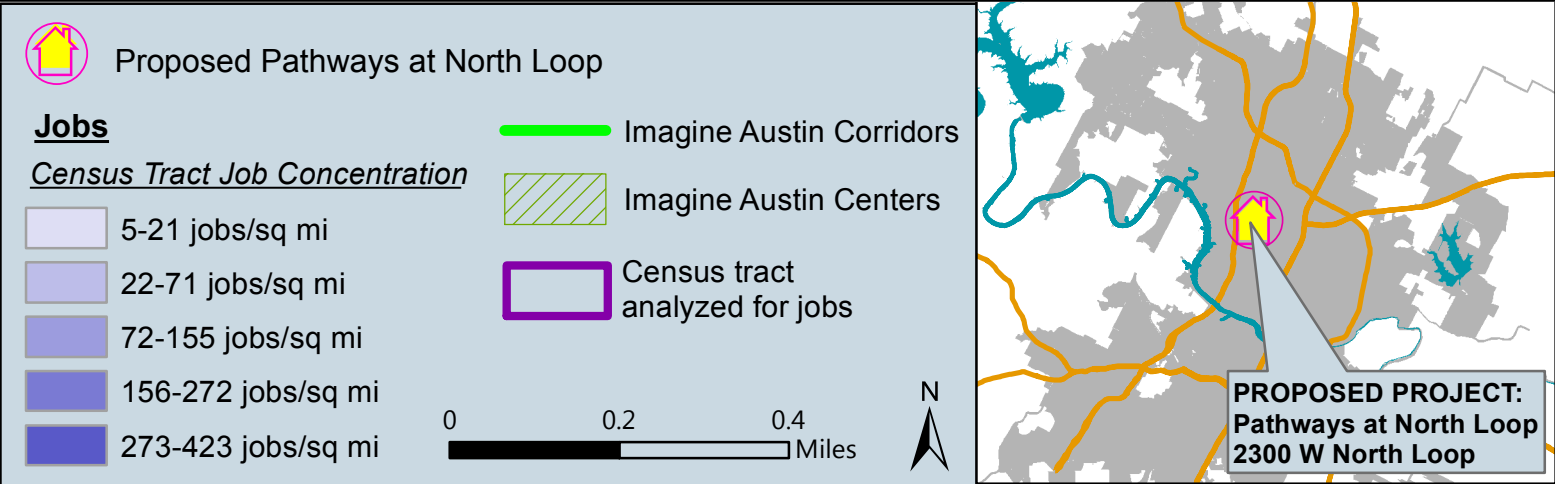 Proposed Pathways at North Loop
Jobs
Census Tract Job Concentration
5-21 jobs/sq mi
22-71 jobs/sq mi
72-155 jobs/sq mi
156-272 jobs/sq mi
273-423 jobs/sq mi
Imagine Austin Corridors
Imagine Austin Centers
Census tract
analyzed for jobs
0 0.2 0.4
Miles
N
PROPOSED PROJECT:
Pathways at North Loop
2300 W North Loop